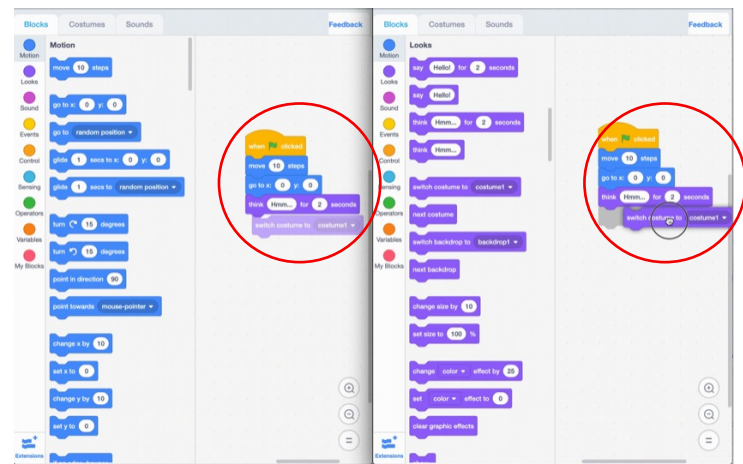 Blocks Costumes Sounds Feedback
Motion
Motion
Looks
Sound
Events
Control
Sensing
Operators
Variables
My Blocks
Extensions
move 10 steps
go to x: 0 y: 0
go to random position
glide 1 secs to x: 0 y: 0
glide 1 secs to random position
turn 15 degrees
turn 15 degrees
point in direction 90
point towards mouse-pointer
change x by 10
set x to 0
change y by 10
set y to 0
when clicked
move 10 steps
go to x: 0 y: 0
think Hmm... for 2 seconds
switch costume to costume1
Blocks Costumes Sounds Feedback
Looks
Motion
Looks
Sound
Events
Control
Sensing
Operators
Variables
My Blocks
Extensions
say Hello! for 2 seconds
say Hello!
think Hmm... for 2 seconds
think Hmm...
switch costume to costume1
next costume
switch backdrop to backdrop1
next backdrop
change size by 10
set size to 100 %
change color effect by 25
set color effect to 0
clear graphic effects
when clicked
move 10 steps
go to x: 0 y: 0
think Hmm... for 2 seconds
switch costume to costume1